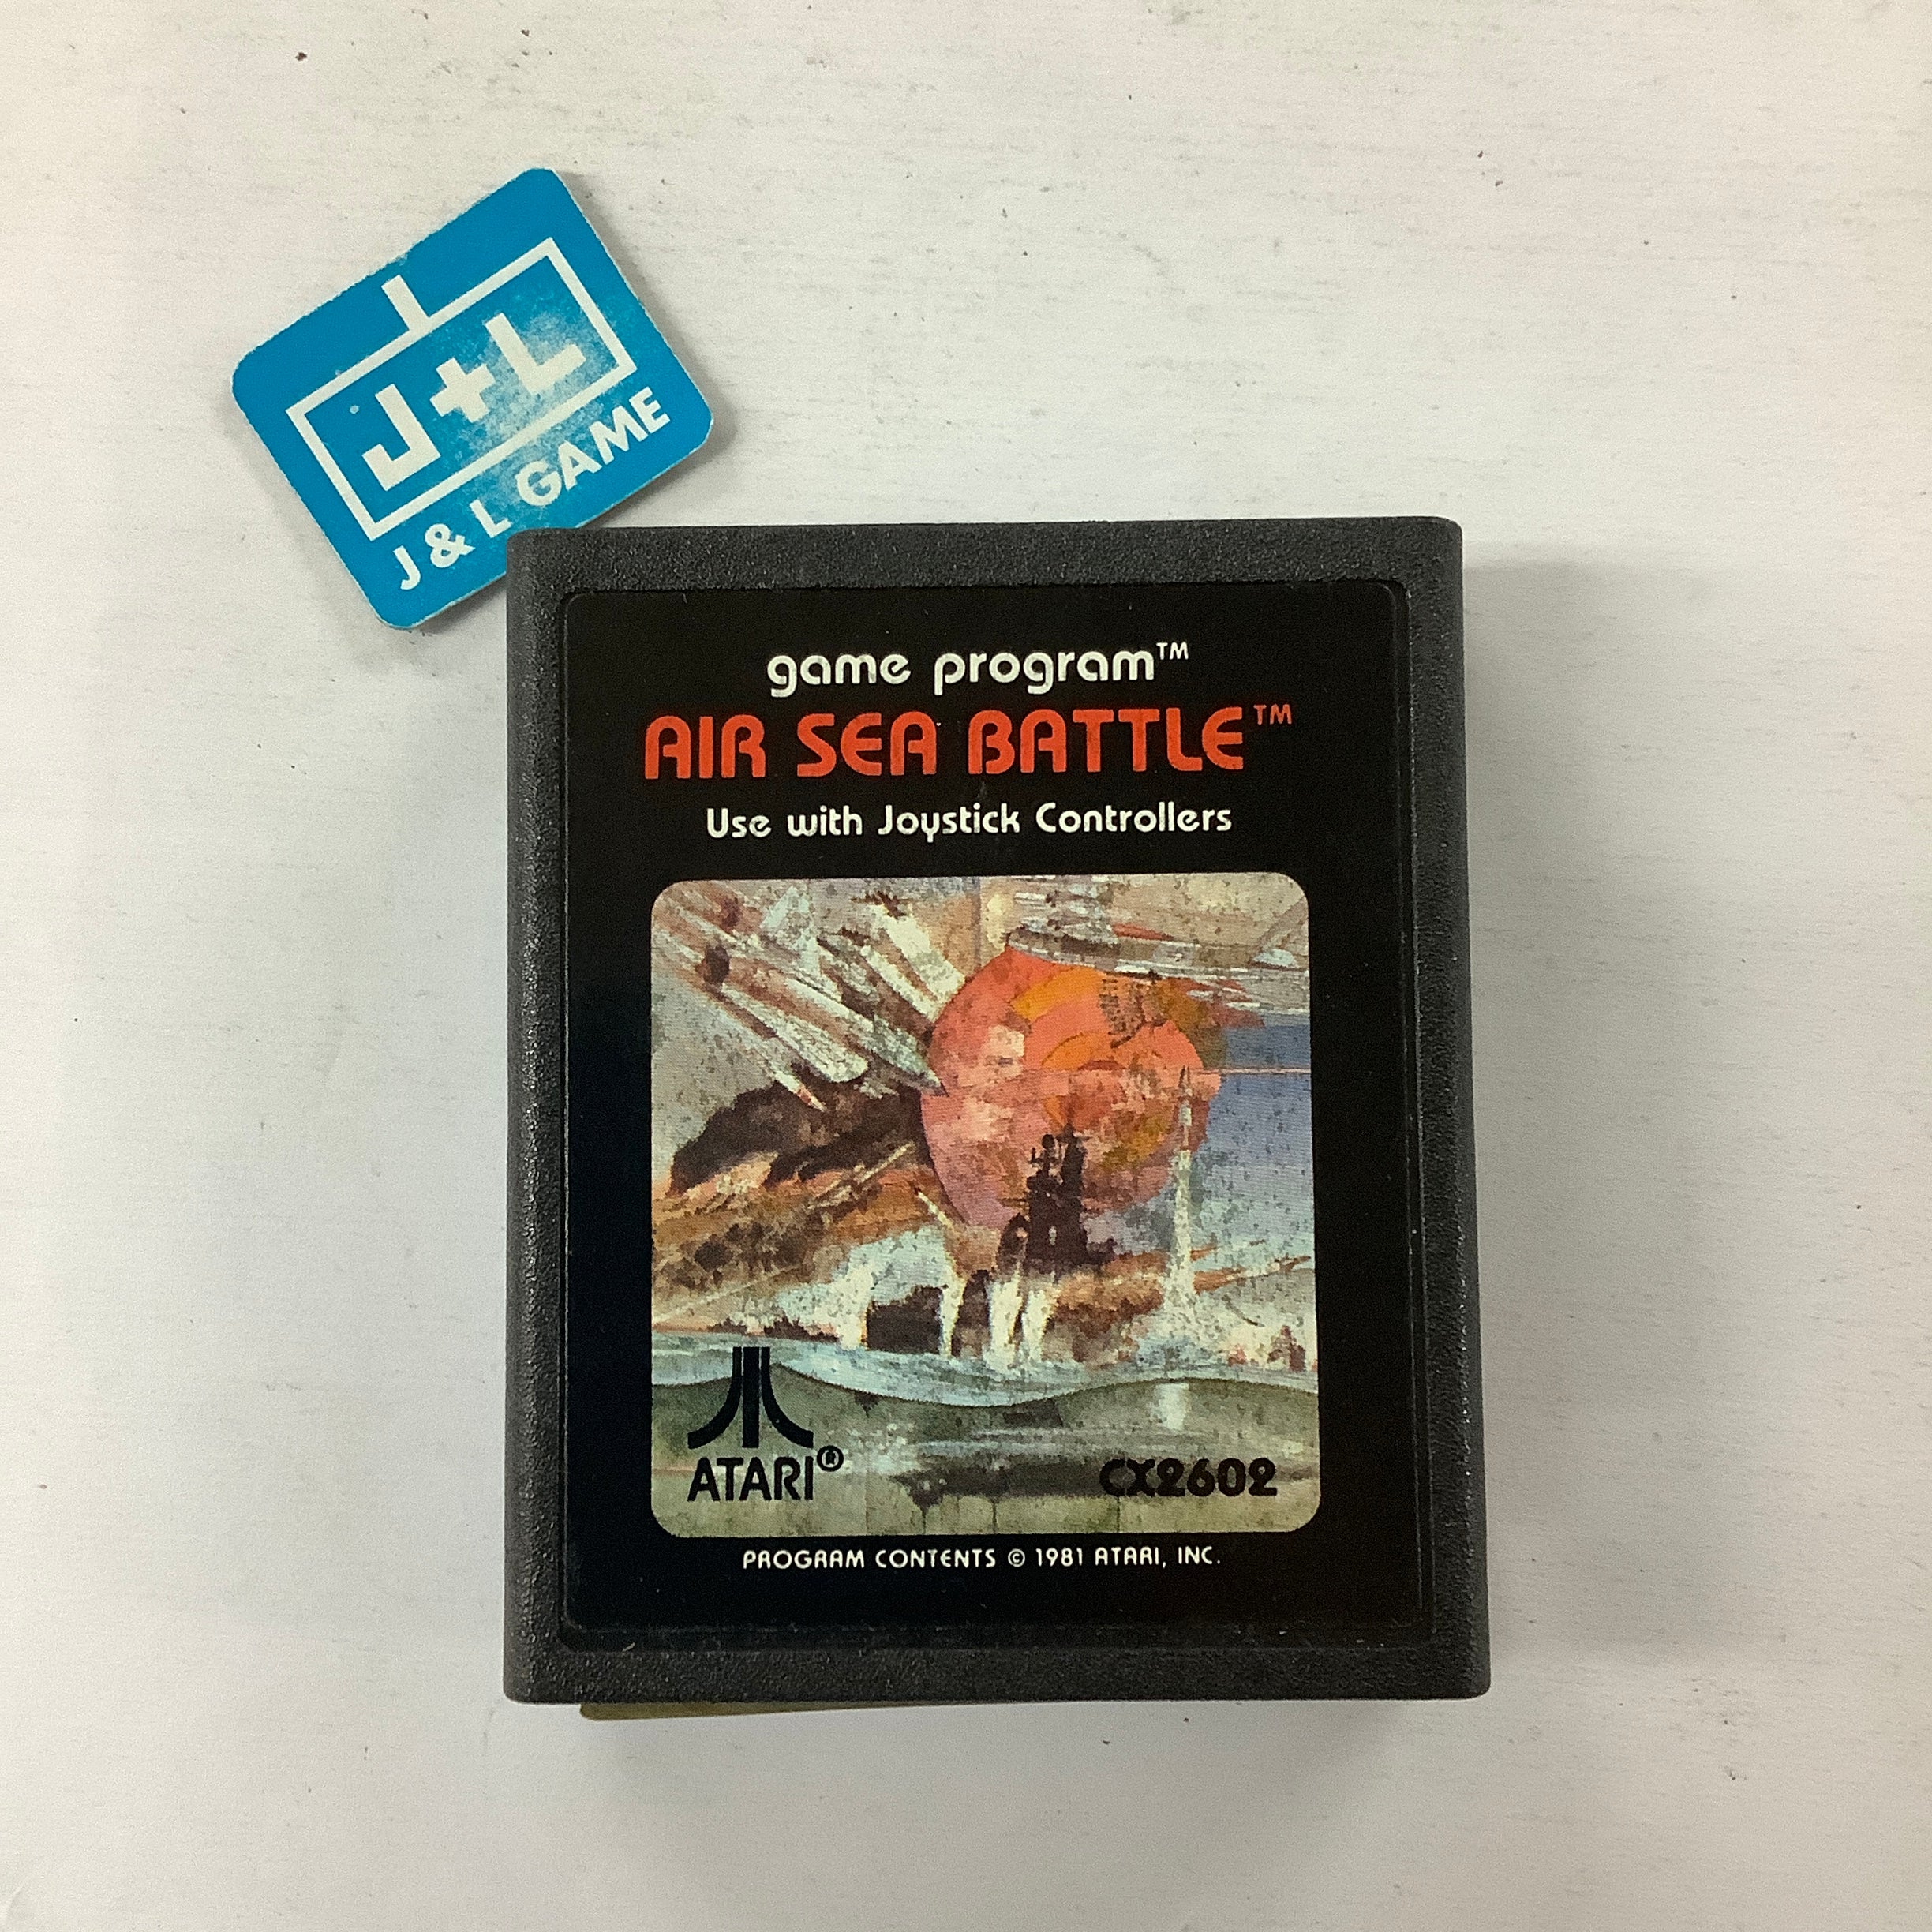 J+L
J & L GAME
game program™
AIR SEA BATTLE™
Use with Joystick Controllers
ATARI®
CX2602
PROGRAM CONTENTS © 1981 ATARI, INC.